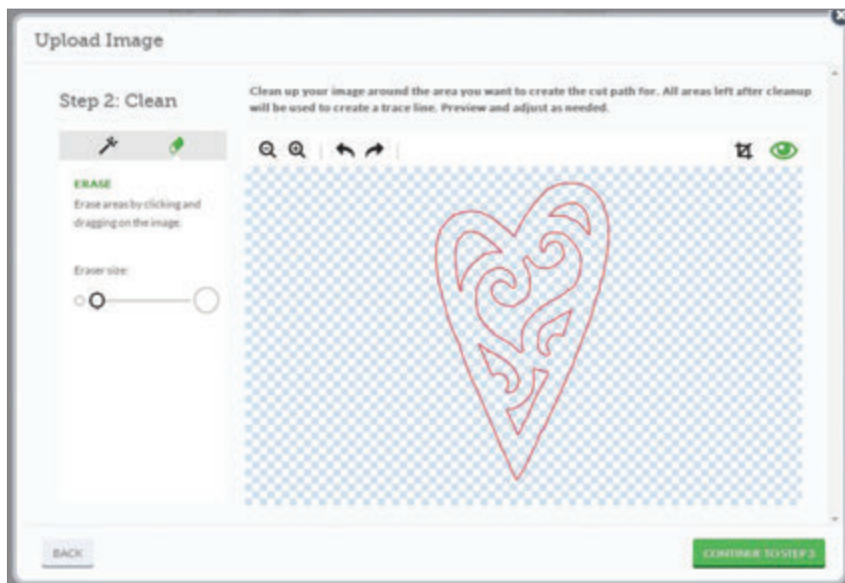 Upload Image
Step 2: Clean
Clean up your image around the area you want to create the cut path for. All areas left after cleanup
will be used to create a trace line. Preview and adjust as needed.
ERASE
Erase areas by clicking and
dragging on the image.
Eraser size:
BACK
CONTINUE TO STEP 3